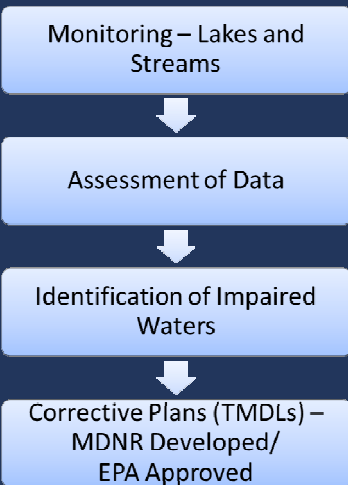 Monitoring – Lakes and
Streams
Assessment of Data
Identification of Impaired
Waters
Corrective Plans (TMDLs) –
MDNR Developed/
EPA Approved